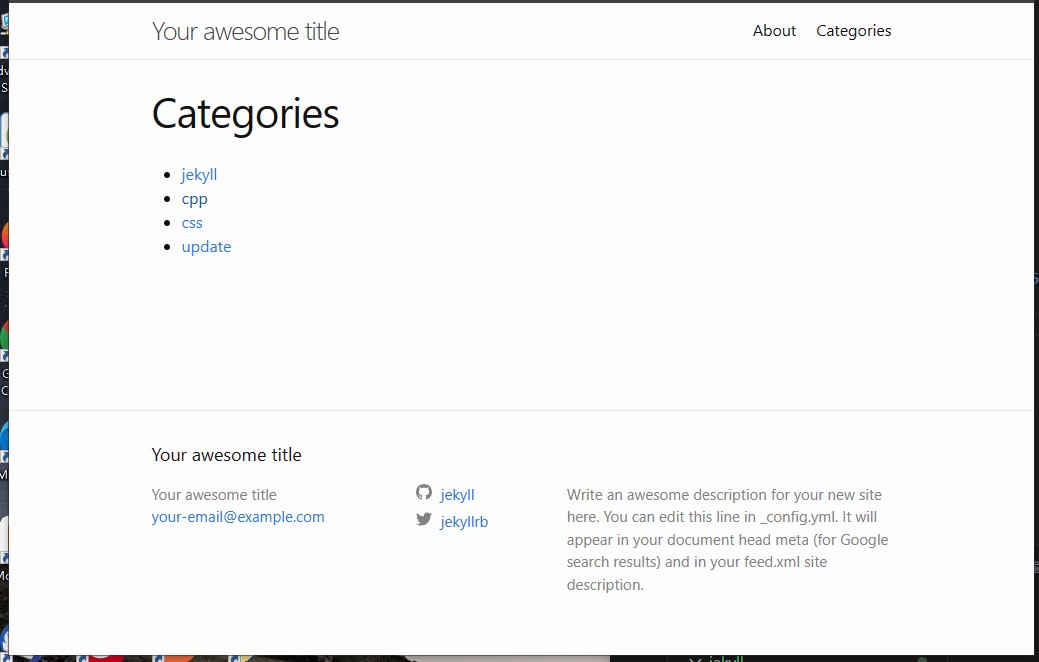 Your awesome title
About
Categories
Categories
jekyll
cpp
css
update
Your awesome title
Your awesome title
your-email@example.com
jekyll
jekyllrb
Write an awesome description for your new site
here. You can edit this line in _config.yml. It will
appear in your document head meta (for Google
search results) and in your feed.xml site
description.